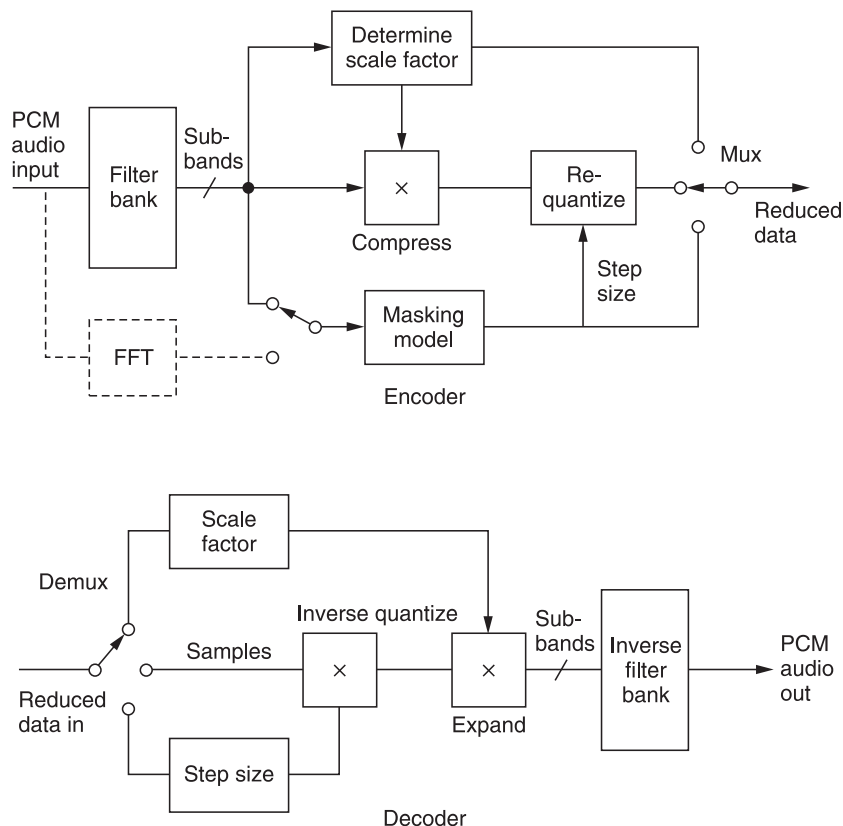 Determine
scale factor
PCM
audio
input
Sub-
bands
Filter
bank
×
Compress
Re-
quantize
Mux
Reduced
data
Step
size
Masking
model
FFT
Encoder
Scale
factor
Demux
Inverse quantize
Sub-
bands
Samples
×
×
Inverse
filter
bank
PCM
audio
out
Reduced
data in
Expand
Step size
Decoder